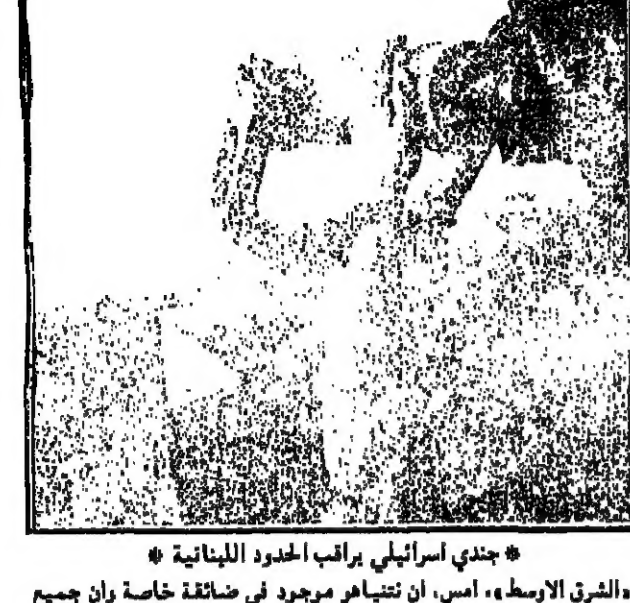 * جندي اسرائيلي يراقب الحدود اللبنانية *
«الشرق الاوسط»، امس، ان نتنياهو موجود في ضائقة خاصة وان جميع